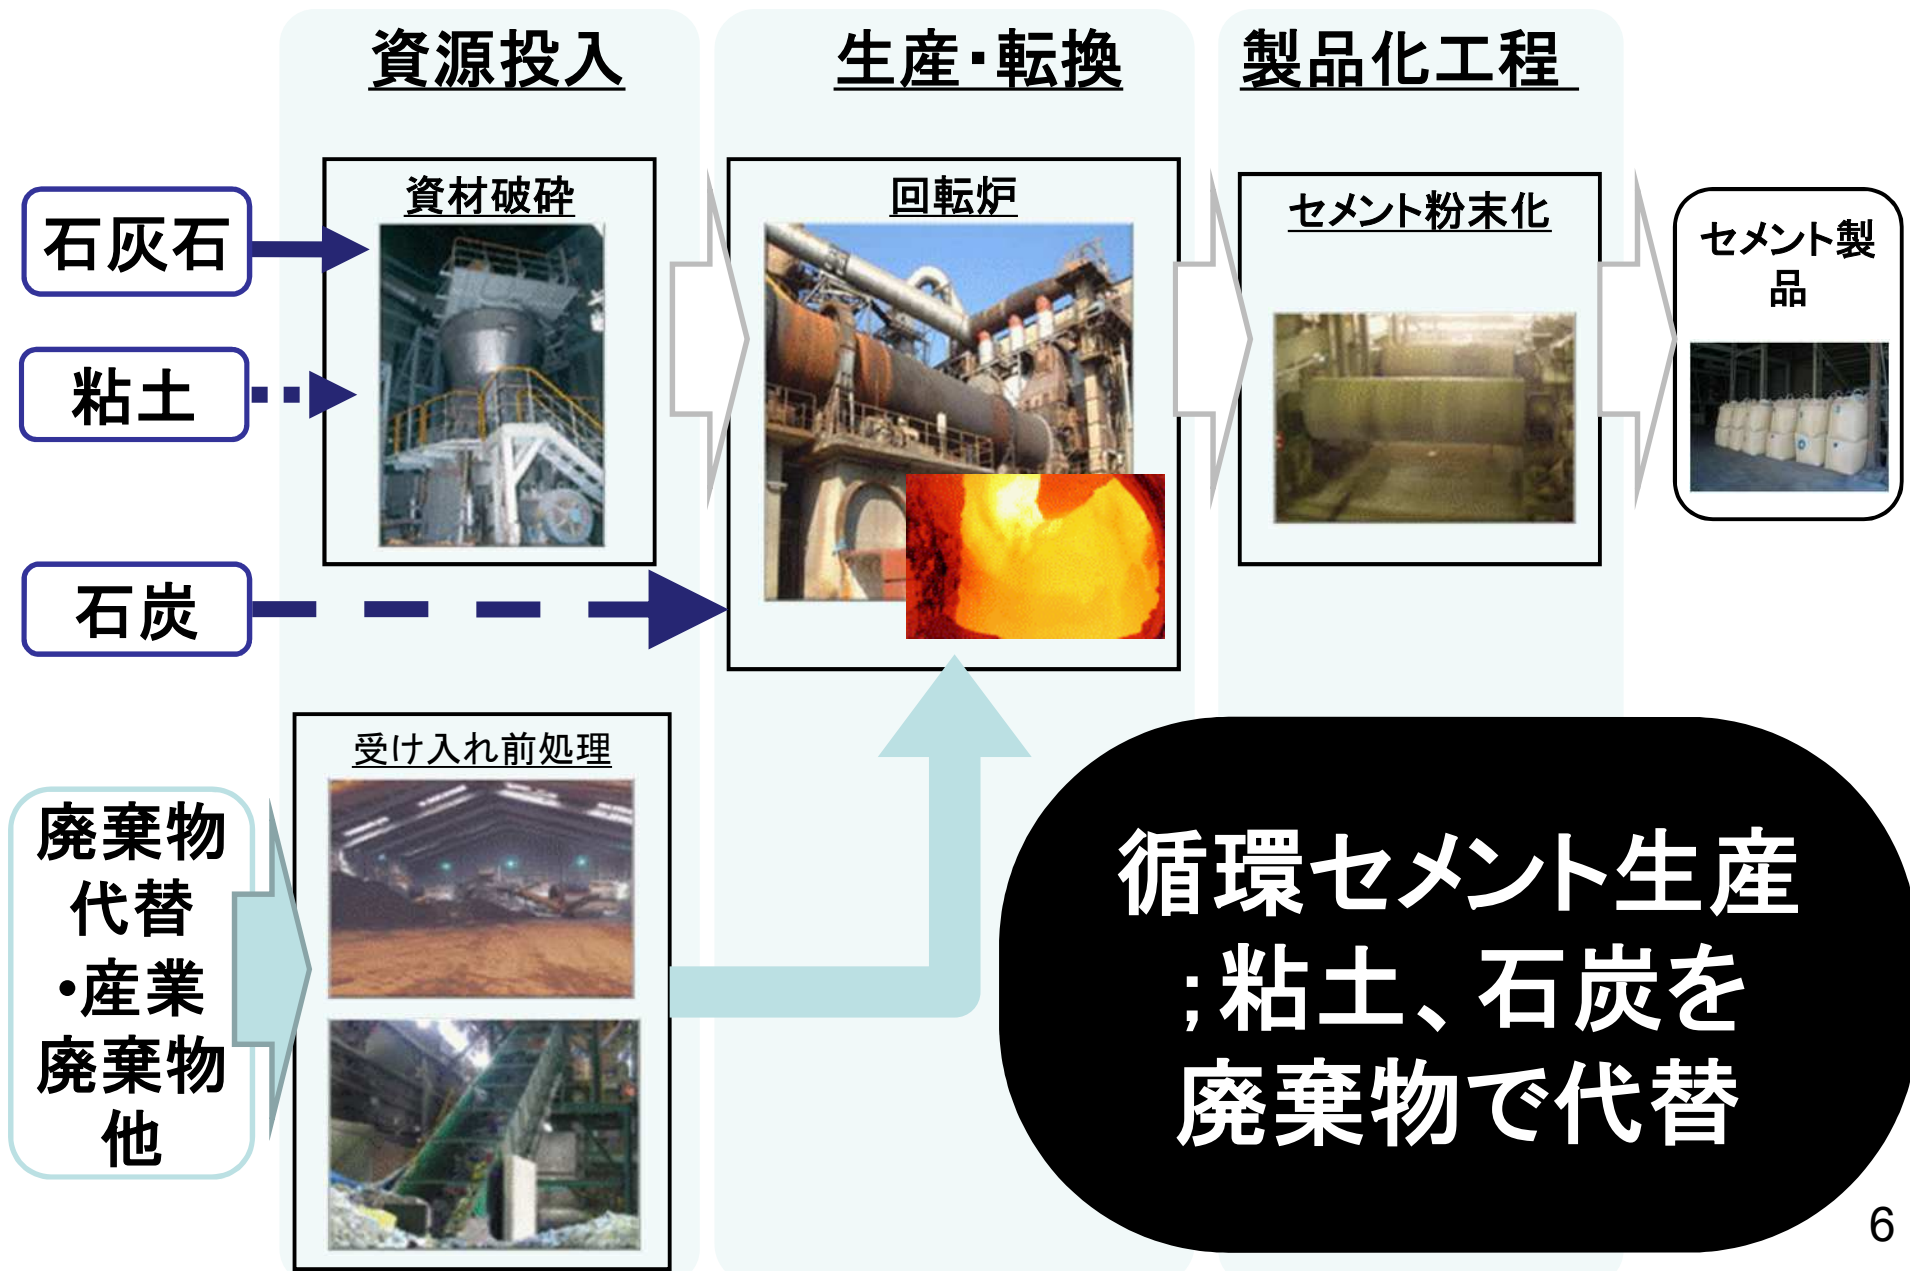 資源投入
生産・転換
製品化工程
石灰石
粘土
石炭
資材破砕
回転炉
セメント粉末化
セメント製
品
廃棄物
代替
・産業
廃棄物
他
受け入れ前処理
循環セメント生産
;粘土、石炭を
廃棄物で代替
6